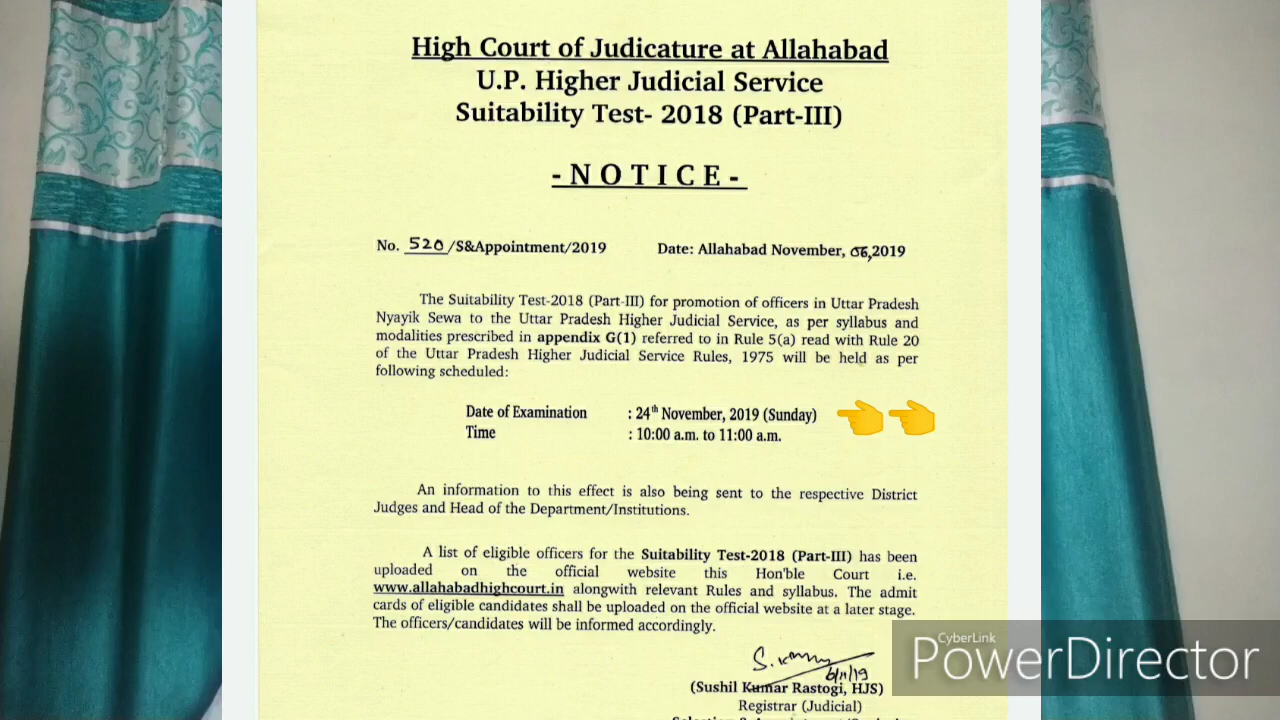 High Court of Judicature at Allahabad
U.P. Higher Judicial Service
Suitability Test- 2018 (Part-III)
- N O T I C E -
No. 520/S&Appointment/2019 Date: Allahabad November, 06,2019
The Suitability Test-2018 (Part-III) for promotion of officers in Uttar Pradesh
Nyayik Sewa to the Uttar Pradesh Higher Judicial Service, as per syllabus and
modalities prescribed in appendix G(1) referred to in Rule 5(a) read with Rule 20
of the Uttar Pradesh Higher Judicial Service Rules, 1975 will be held as per
following scheduled:
Date of Examination : 24th November, 2019 (Sunday)
Time : 10:00 a.m. to 11:00 a.m.
An information to this effect is also being sent to the respective District
Judges and Head of the Department/Institutions.
A list of eligible officers for the Suitability Test-2018 (Part-III) has been
uploaded on the official website this Hon'ble Court i.e.
www.allahabadhighcourt.in alongwith relevant Rules and syllabus. The admit
cards of eligible candidates shall be uploaded on the official website at a later stage.
The officers/candidates will be informed accordingly.
6/11/19
(Sushil Kumar Rastogi, HJS)
Registrar (Judicial)
CyberLink
PowerDirector